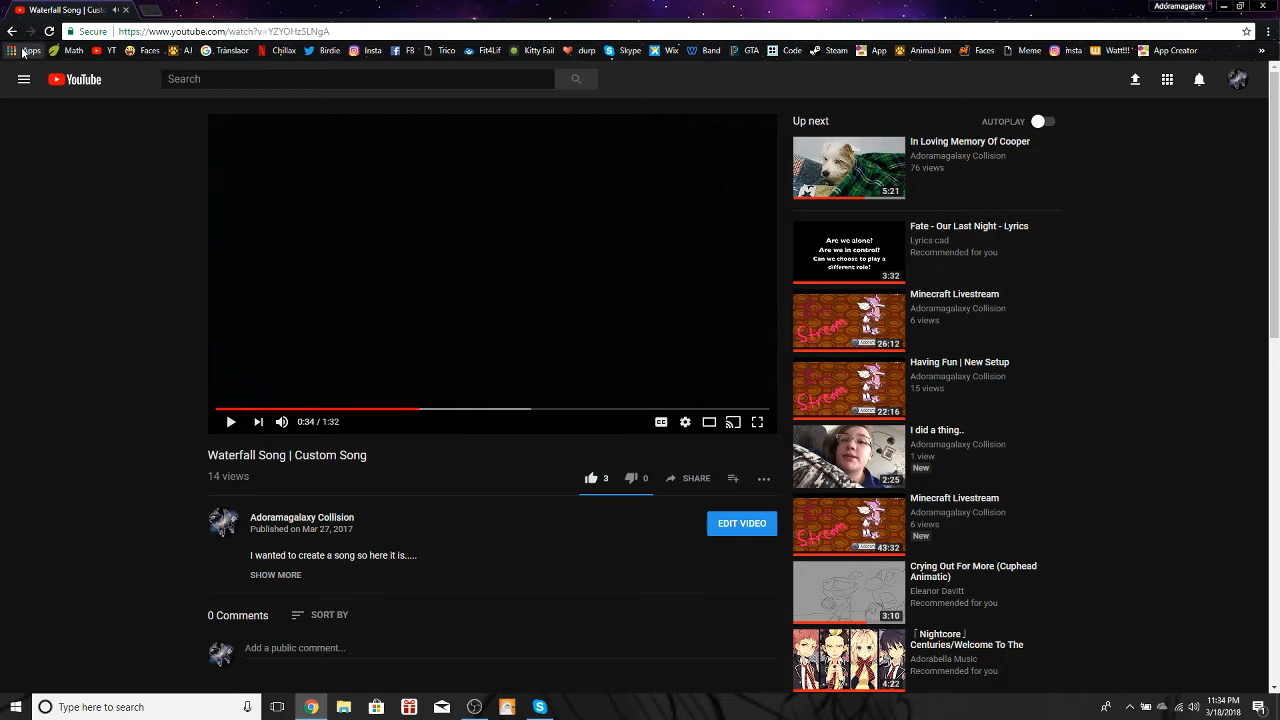 Waterfall Song | Cust
Adóramagalaxy
Secure
https://www.youtube.com/watch?v=YZYOHzSLNgA
Apps Math YT Faces AJ Translaor Chillax Birdie Insta FB Trico Fit4Lif Kitty Fail durp Skype Wix Band GTA Code Steam App Animal Jam Faces Meme insta Watt!!! App Creator
YouTube
Search
Up next
AUTOPLAY
In Loving Memory Of Cooper
Adoramagalaxy Collision
76 views
5:21
Fate - Our Last Night - Lyrics
Lyrics cad
Recommended for you
Are we alone?
Are we in control?
Can we choose to play a
different role?
3:32
Minecraft Livestream
Adoramagalaxy Collision
6 views
Stream
26:12
Having Fun | New Setup
Adoramagalaxy Collision
15 views
Stream
22:16
I did a thing..
Adoramagalaxy Collision
1 view
New
2:25
Minecraft Livestream
Adoramagalaxy Collision
6 views
New
Stream
43:32
Crying Out For More (Cuphead
Animatic)
Eleanor Davitt
Recommended for you
3:10
「Nightcore」
Centuries/Welcome To The
Adorabella Music
Recommended for you
4:22
0:34 / 1:32
CC
Waterfall Song | Custom Song
14 views
3
0
SHARE
Adoramagalaxy Collision
Published on Mar 27, 2017
EDIT VIDEO
I wanted to create a song so here it is.....
SHOW MORE
0 Comments
SORT BY
Add a public comment...
Type here to search
11:34 PM
3/18/2018